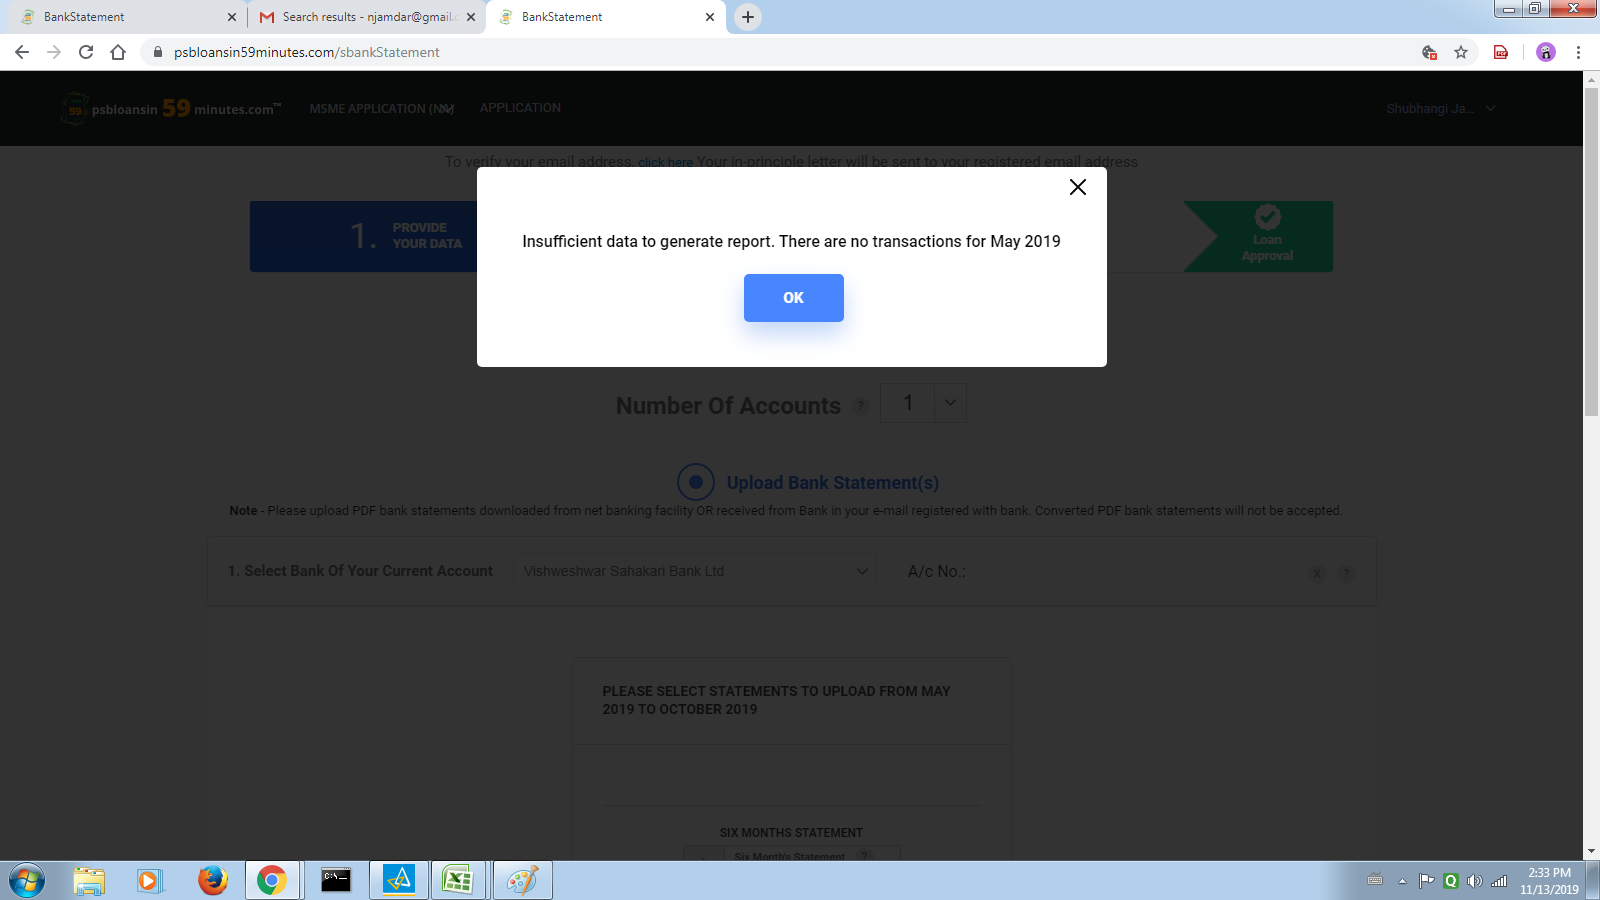 BankStatement
Search results - njamdar@gmail.c
BankStatement
psbloansin59minutes.com/sbankStatement
59 psbloansin 59 minutes.com™
MSME APPLICATION
APPLICATION
Shubhangi Ja...
To verify your email address, click here Your in-principle letter will be sent to your registered email address
1. PROVIDE
YOUR DATA
Loan
Approval
X
Insufficient data to generate report. There are no transactions for May 2019
OK
Number Of Accounts ? 1
Upload Bank Statement(s)
Note - Please upload PDF bank statements downloaded from net banking facility OR received from Bank in your e-mail registered with bank. Converted PDF bank statements will not be accepted.
1. Select Bank Of Your Current Account Vishweshwar Sahakari Bank Ltd A/c No.: X ?
PLEASE SELECT STATEMENTS TO UPLOAD FROM MAY
2019 TO OCTOBER 2019
SIX MONTHS STATEMENT
Six Month's Statement ?
2:33 PM
11/13/2019